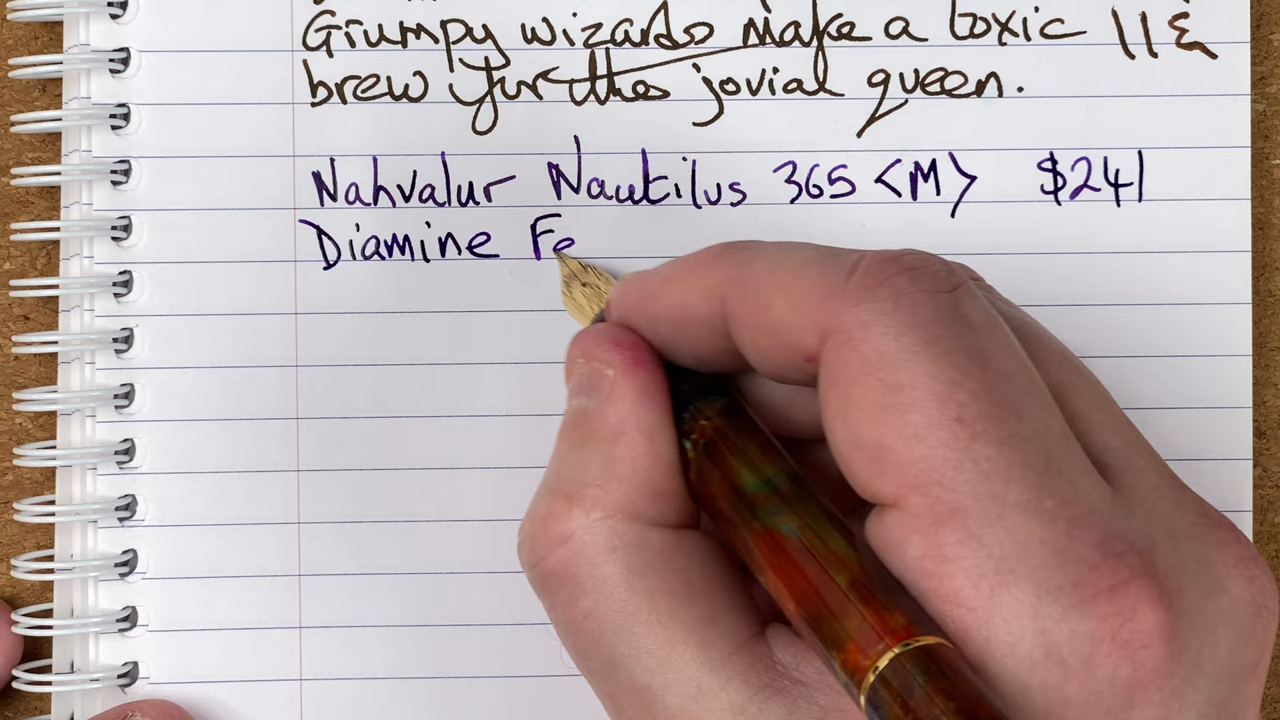 Grumpy wizards make a toxic
brew for the jovial queen.
Nahvalur Nautilus 365 <M> $241
Diamine Fe